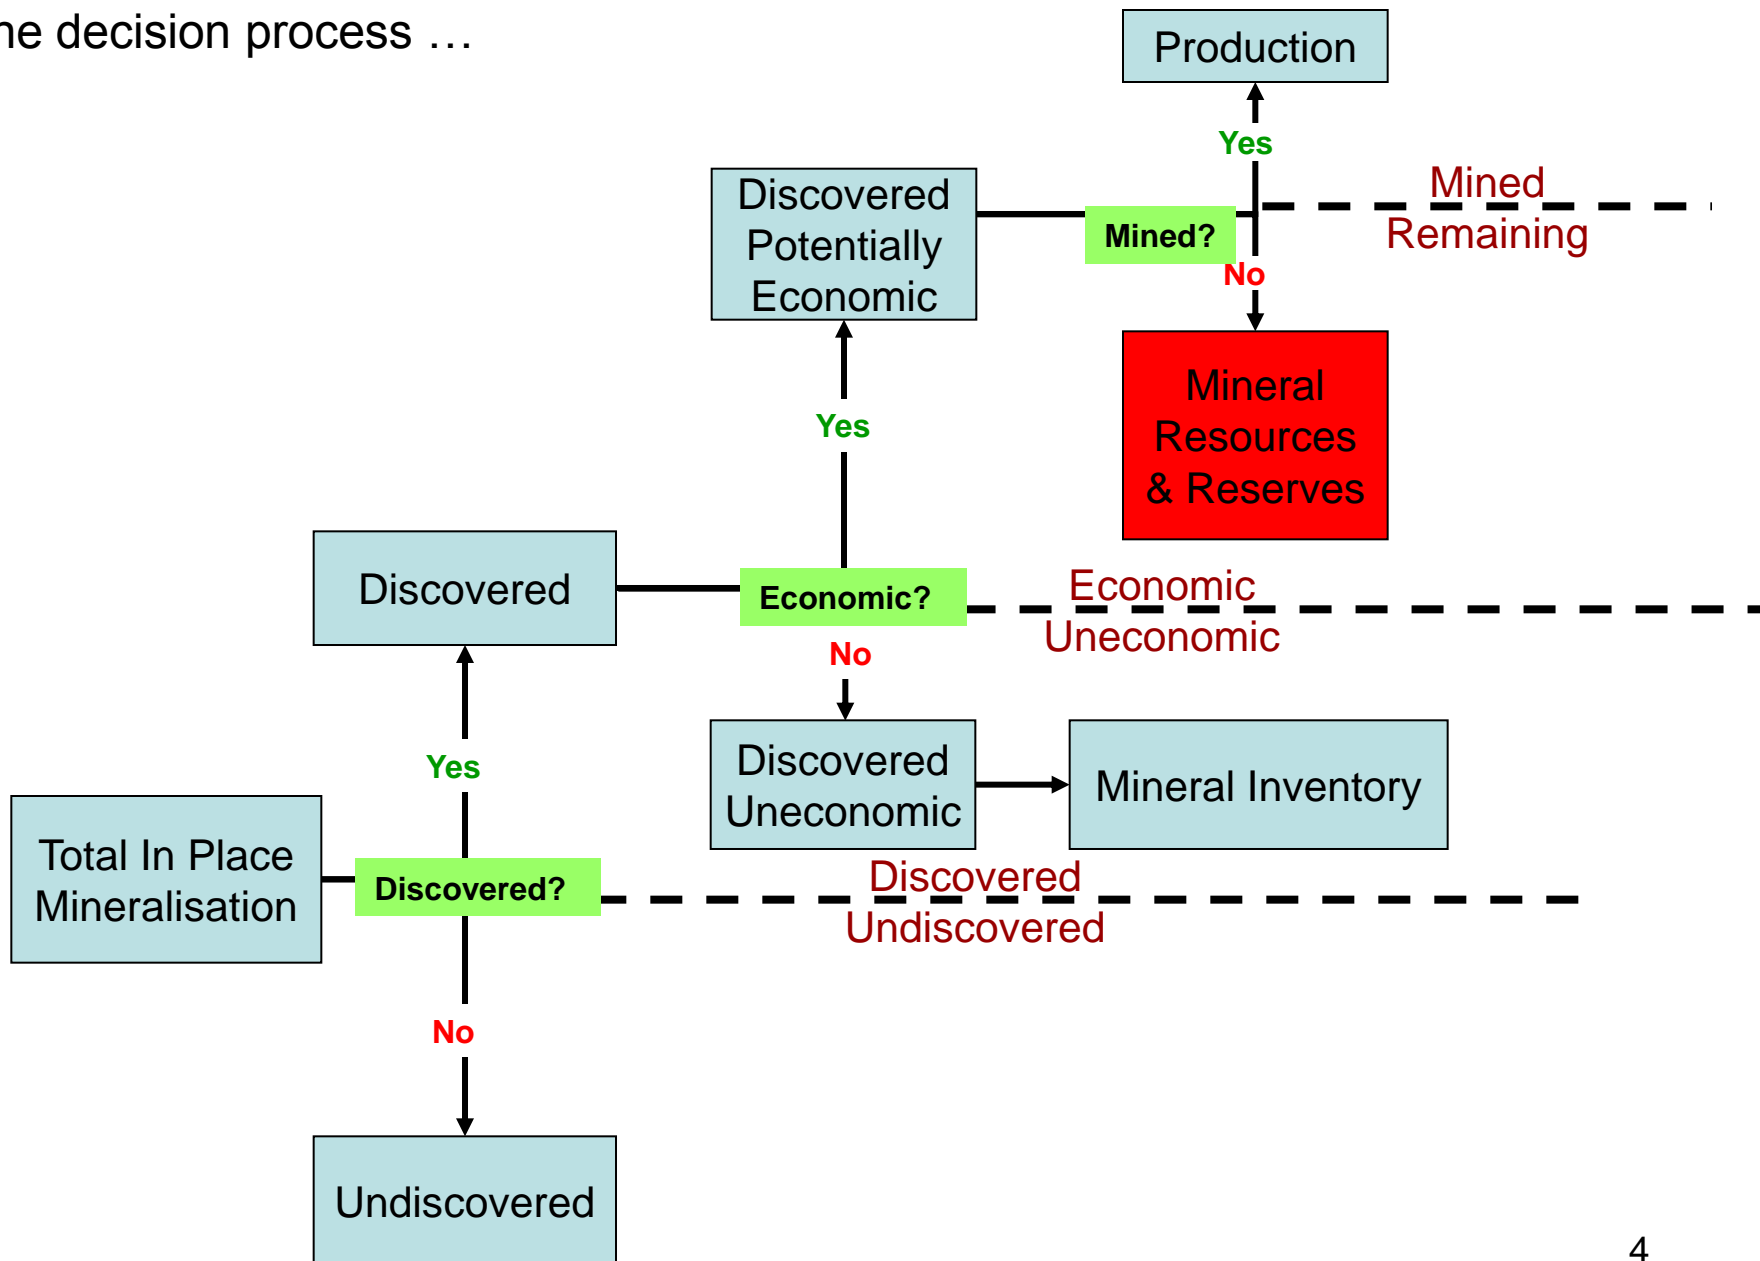 he decision process …
Production
Yes
Mined
Remaining
Discovered
Potentially
Economic
Mined?
No
Mineral
Resources
& Reserves
Yes
Discovered
Economic?
Economic
Uneconomic
No
Discovered
Uneconomic
Mineral Inventory
Yes
Total In Place
Mineralisation
Discovered?
Discovered
Undiscovered
No
Undiscovered
4